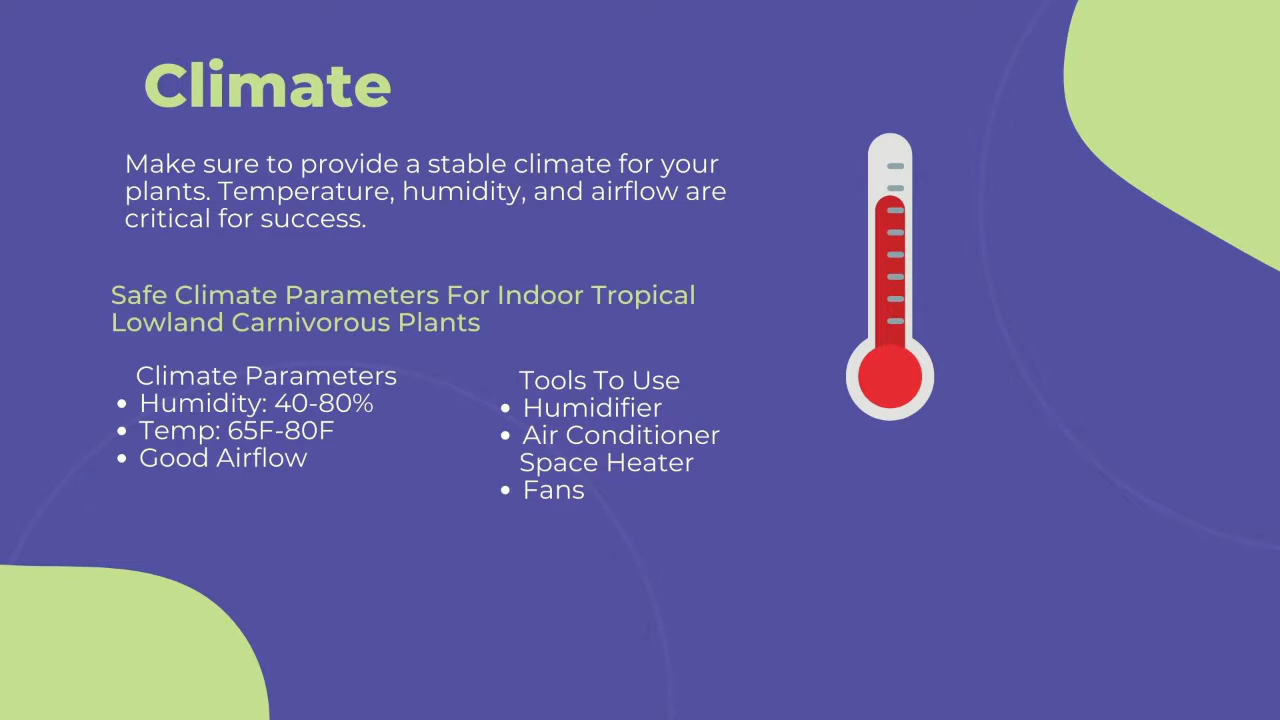 Climate
Make sure to provide a stable climate for your
plants. Temperature, humidity, and airflow are
critical for success.
Safe Climate Parameters For Indoor Tropical
Lowland Carnivorous Plants
Climate Parameters
• Humidity: 40-80%
• Temp: 65F-80F
• Good Airflow
Tools To Use
• Humidifier
• Air Conditioner
Space Heater
• Fans